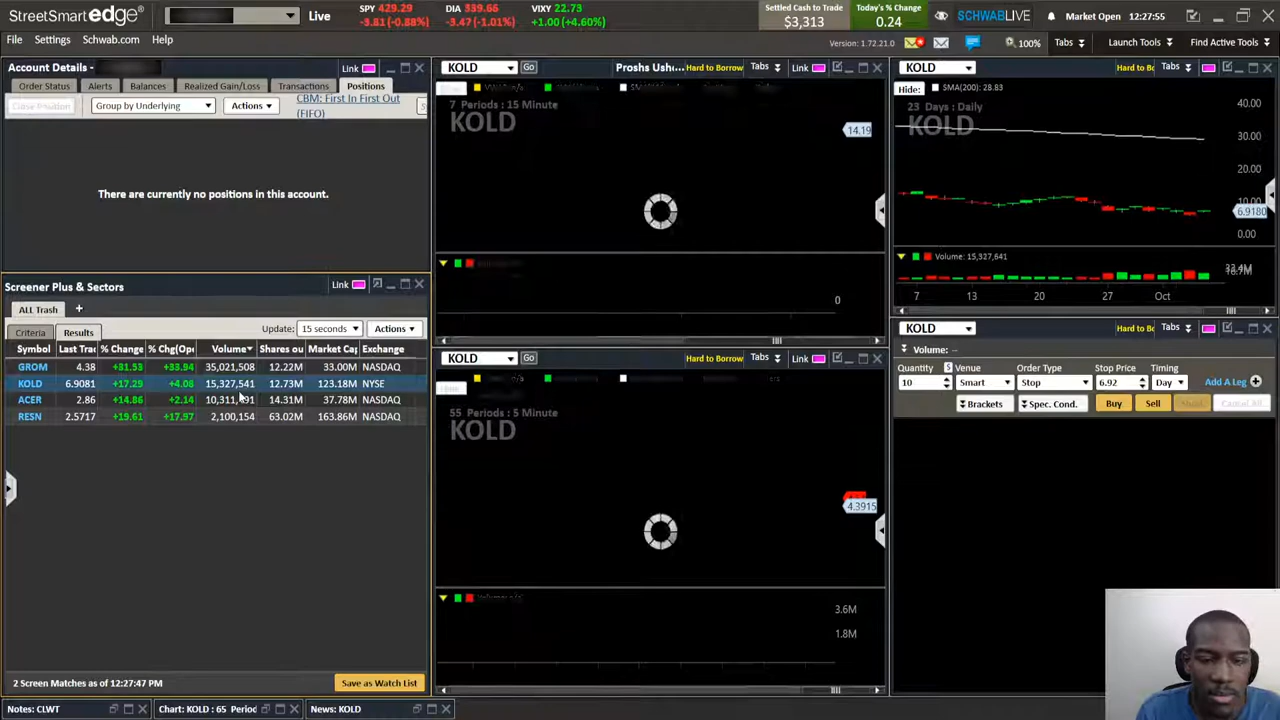 StreetSmart edge® Live SPY 429.29 -3.81 (-0.88%) DIA 339.66 -3.47 (-1.01%) VIXY 22.73 +1.00 (+4.60%) Settled Cash to Trade $3,313 Today's % Change 0.24 SCHWABLIVE Market Open 12:27:55
File Settings Schwab.com Help Version: 1.72.21.0 100% Tabs Launch Tools Find Active Tools
Account Details - Link
Order Status Alerts Balances Realized Gain/Loss Transactions Positions
Close Position Group by Underlying Actions CBM: First In First Out (FIFO)
There are currently no positions in this account.
Screener Plus & Sectors Link
ALL Trash +
Criteria Results Update: 15 seconds Actions
Symbol Last Tra % Change % Chg(Ope Volume Shares ou Market Cap Exchange
GROM 4.38 +31.53 +33.94 35,021,508 12.22M 33.00M NASDAQ
KOLD 6.9081 +17.29 +4.08 15,327,541 12.73M 123.18M NYSE
ACER 2.86 +14.86 +2.14 14.31M 37.78M NASDAQ
RESN 2.5717 +19.61 +17.97 2,100,154 63.02M 163.86M NASDAQ
2 Screen Matches as of 12:27:47 PM Save as Watch List
KOLD Go Proshs Ush... Hard to Borrow Tabs Link
7 Periods : 15 Minute
KOLD
14.19
0
KOLD Go Hard to Borrow Tabs Link
55 Periods : 5 Minute
KOLD
4.3915
3.6M
1.8M
KOLD Hard to Bo Tabs
Hide: SMA(200): 28.83
23 Days : Daily
KOLD
40.00
30.00
20.00
10.00
6.9180
0.00
Volume: 15,327,641
7 13 20 27 Oct
KOLD Hard to Bo Tabs
Volume: --
Quantity $ Venue Order Type Stop Price Timing
10 Smart Stop 6.92 Day Add A Leg
Brackets Spec. Cond. Buy Sell Cancel All
Notes: CLWT Chart: KOLD : 65 Period News: KOLD